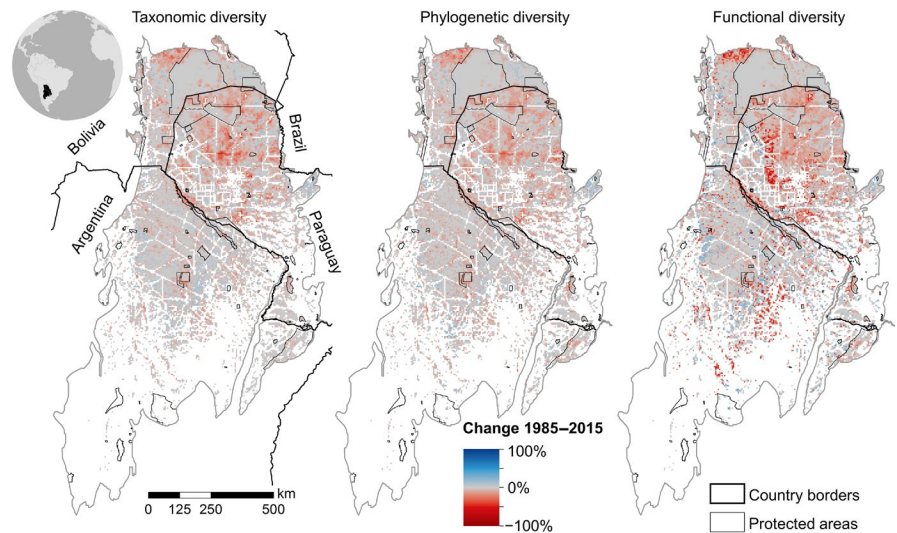 Taxonomic diversity
Phylogenetic diversity
Functional diversity
Bolivia
Brazil
Argentina
Paraguay
Change 1985–2015
100%
0%
−100%
km
0 125 250 500
Country borders
Protected areas